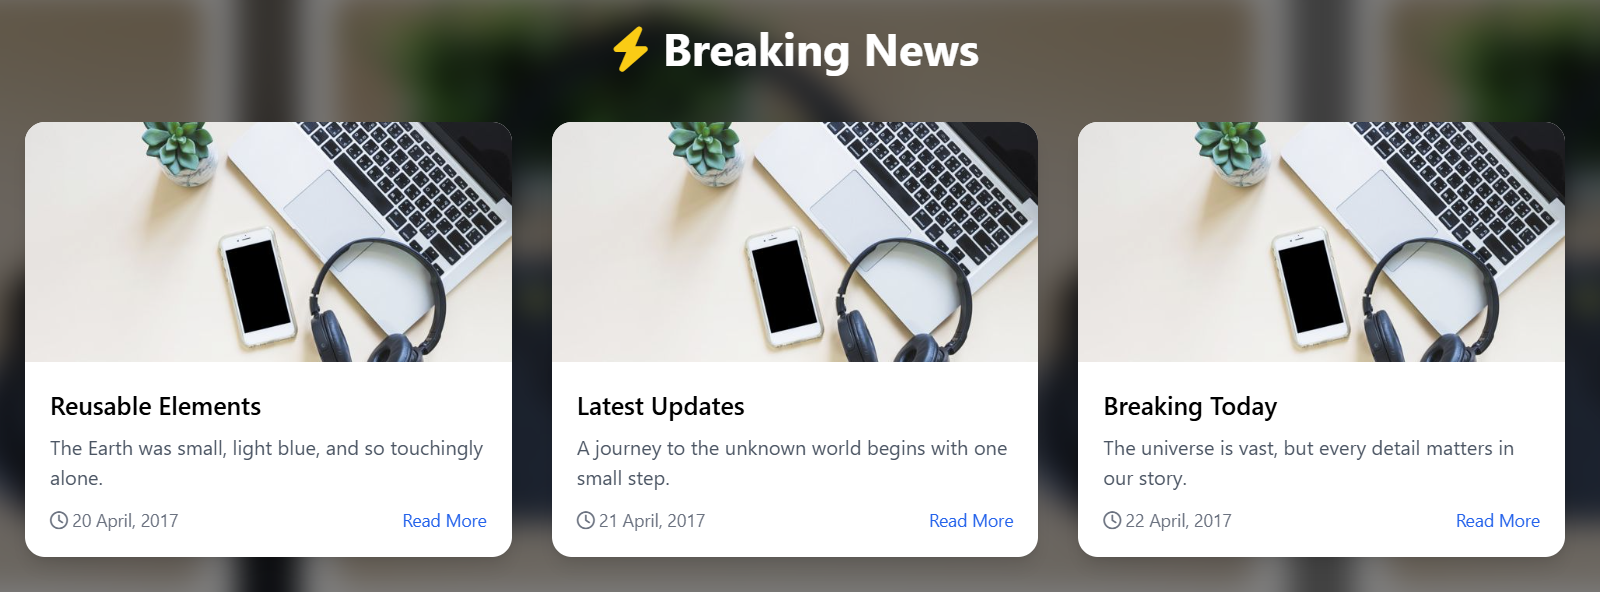 Breaking News
Reusable Elements
The Earth was small, light blue, and so touchingly
alone.
20 April, 2017
Read More
Latest Updates
A journey to the unknown world begins with one
small step.
21 April, 2017
Read More
Breaking Today
The universe is vast, but every detail matters in
our story.
22 April, 2017
Read More